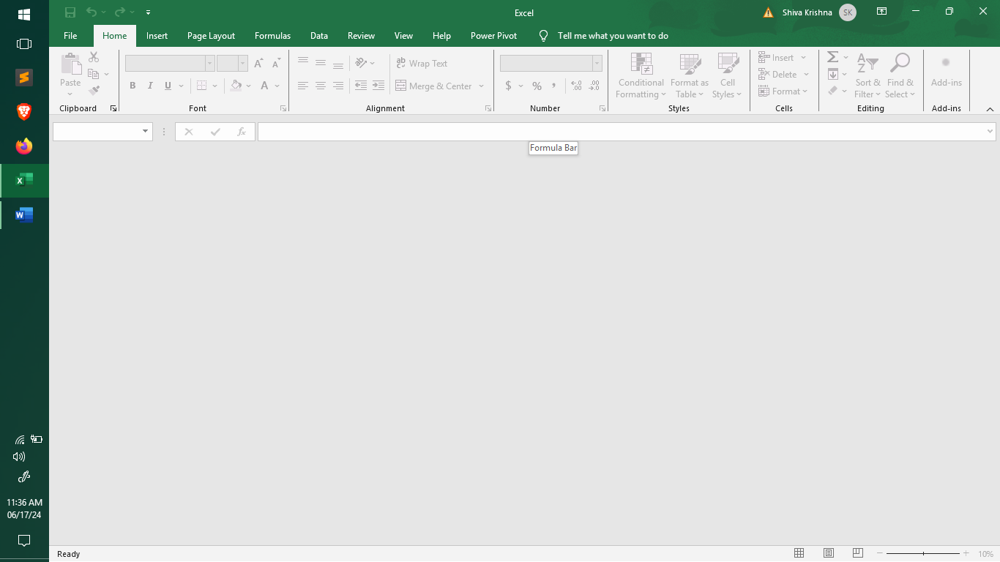 Excel
Shiva Krishna
SK
File
Home
Insert
Page Layout
Formulas
Data
Review
View
Help
Power Pivot
Tell me what you want to do
Paste
Clipboard
B I U
A A
A
Font
ab Wrap Text
Merge & Center
Alignment
$ % ,
Number
Conditional
Formatting
Format as
Table
Cell
Styles
Styles
Insert
Delete
Format
Cells
Sort &
Filter
Find &
Select
Editing
Add-ins
Add-ins
fx
Formula Bar
11:36 AM
06/17/24
Ready
10%